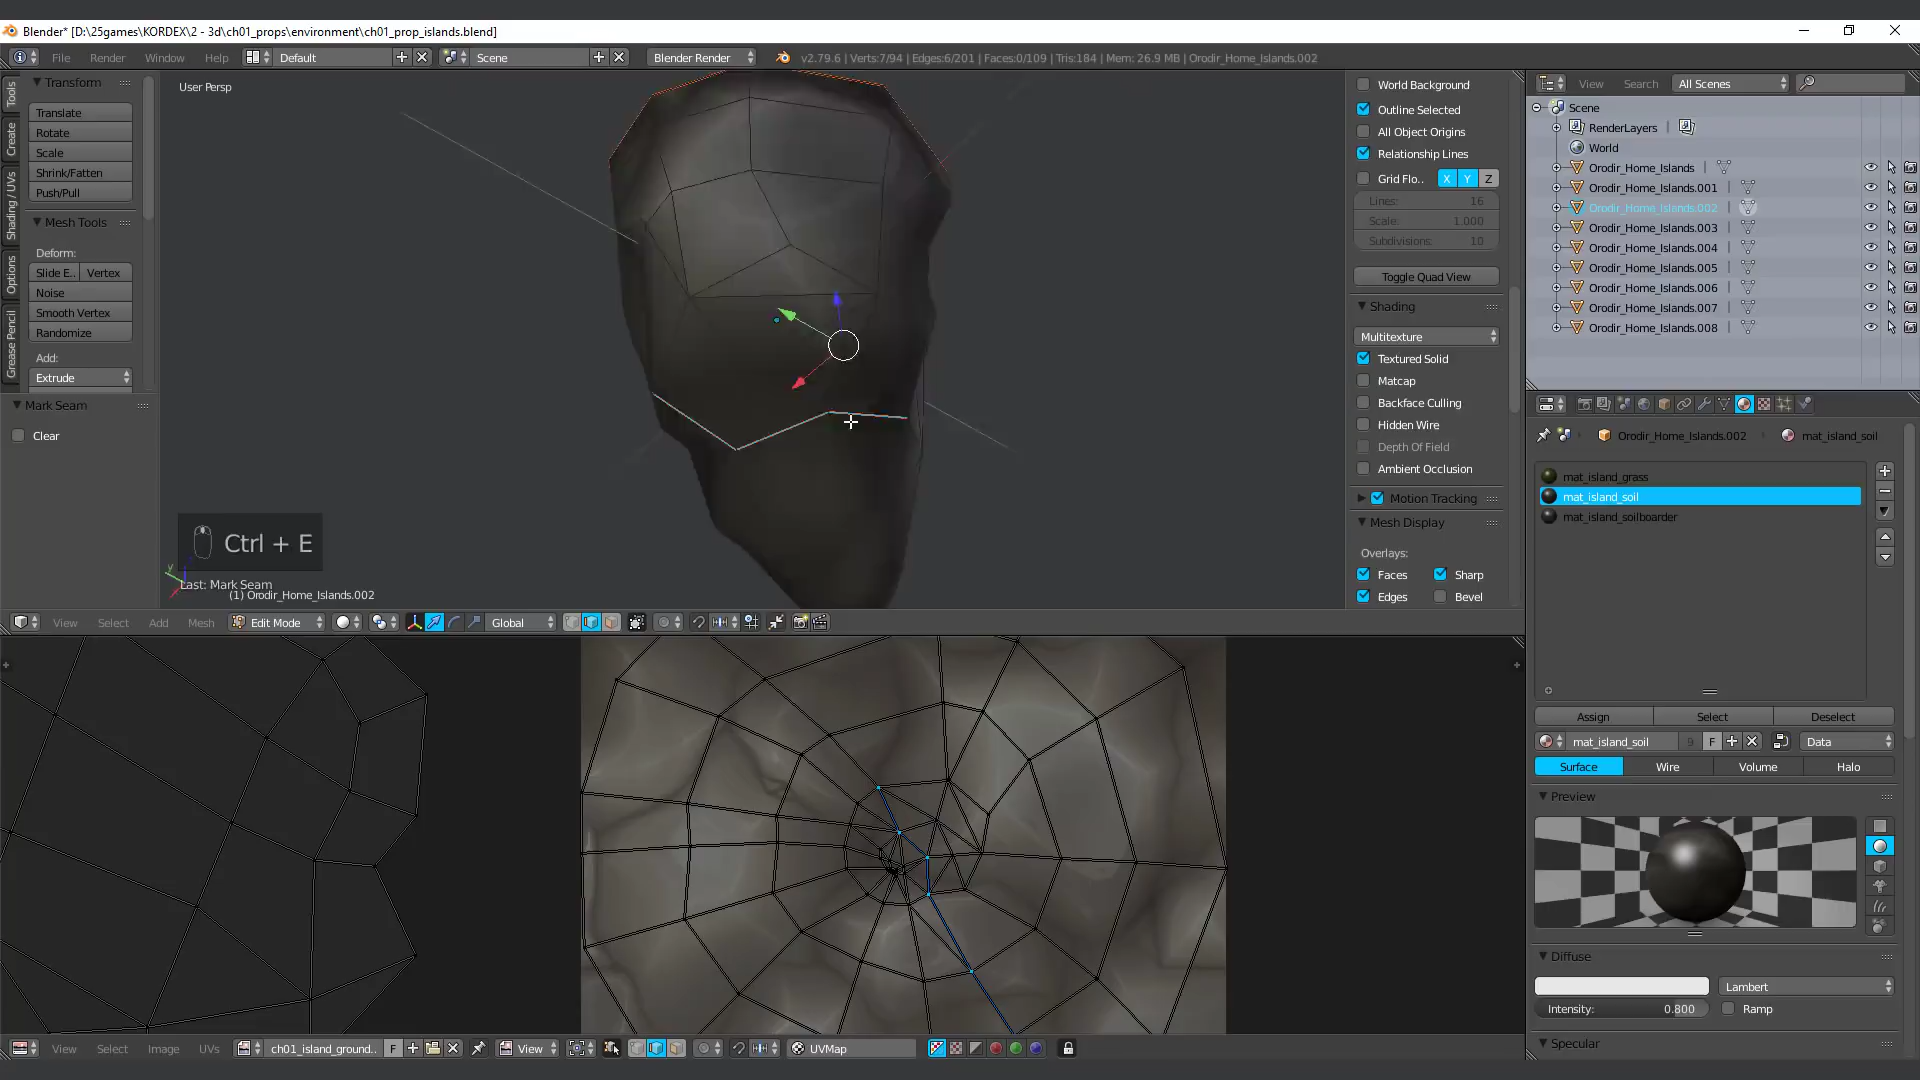 Blender* [D:\25games\KORDEX\2 - 3d\ch01_props\environment\ch01_prop_islands.blend]
File Render Window Help Default Scene Blender Render v2.79.6 | Verts:7/94 | Edges:6/201 | Faces:0/109 | Tris:184 | Mem: 26.9 MB | Orodir_Home_Islands.002
Tools
Create
Shading / UVs
Options
Grease Pencil
Transform
Translate
Rotate
Scale
Shrink/Fatten
Push/Pull
Mesh Tools
Deform:
Slide E.. Vertex
Noise
Smooth Vertex
Randomize
Add:
Extrude
Mark Seam
Clear
User Persp
Ctrl + E
Last: Mark Seam
(1) Orodir_Home_Islands.002
World Background
Outline Selected
All Object Origins
Relationship Lines
Grid Flo.. X Y Z
Lines: 16
Scale: 1.000
Subdivisions: 10
Toggle Quad View
Shading
Multitexture
Textured Solid
Matcap
Backface Culling
Hidden Wire
Depth Of Field
Ambient Occlusion
Motion Tracking
Mesh Display
Overlays:
Faces Sharp
Edges Bevel
View Select Add Mesh Edit Mode Global
View Select Image UVs ch01_island_ground.. F View UVMap
View Search All Scenes
Scene
RenderLayers
World
Orodir_Home_Islands
Orodir_Home_Islands.001
Orodir_Home_Islands.002
Orodir_Home_Islands.003
Orodir_Home_Islands.004
Orodir_Home_Islands.005
Orodir_Home_Islands.006
Orodir_Home_Islands.007
Orodir_Home_Islands.008
Orodir_Home_Islands.002 mat_island_soil
mat_island_grass
mat_island_soil
mat_island_soilboarder
Assign Select Deselect
mat_island_soil 9 F Data
Surface Wire Volume Halo
Preview
Diffuse
Lambert
Intensity: 0.800 Ramp
Specular